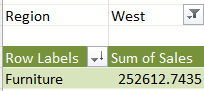 Region West
Row Labels Sum of Sales
Furniture 252612.7435